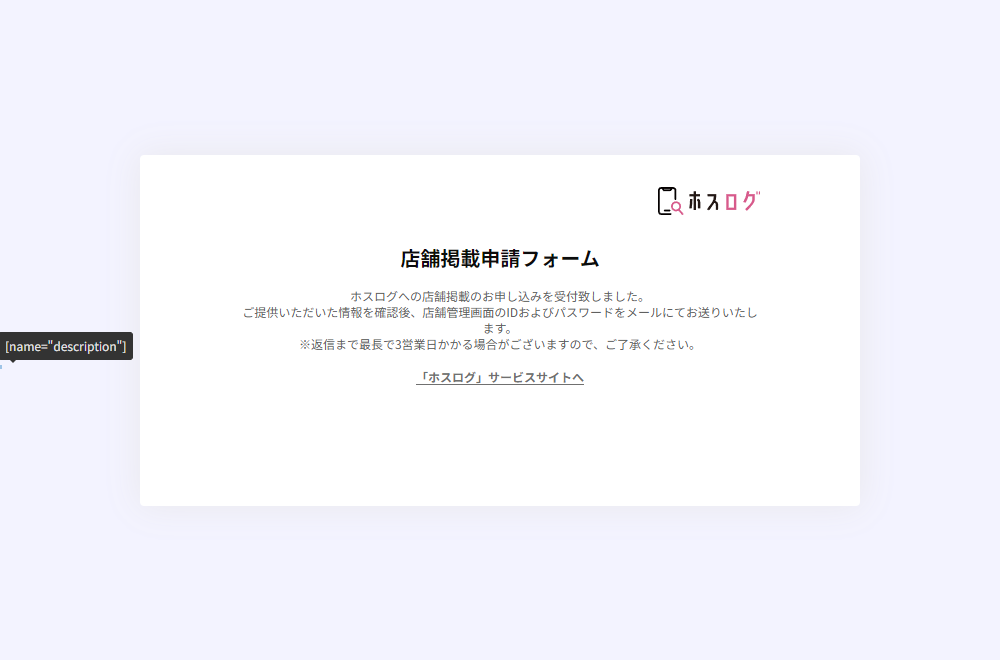 ホスログ
店舗掲載申請フォーム
ホスログへの店舗掲載のお申し込みを受付致しました。
ご提供いただいた情報を確認後、店舗管理画面のIDおよびパスワードをメールにてお送りいたし
ます。
[name="description"]
※返信まで最長で3営業日かかる場合がございますので、ご了承ください。
「ホスログ」サービスサイトへ